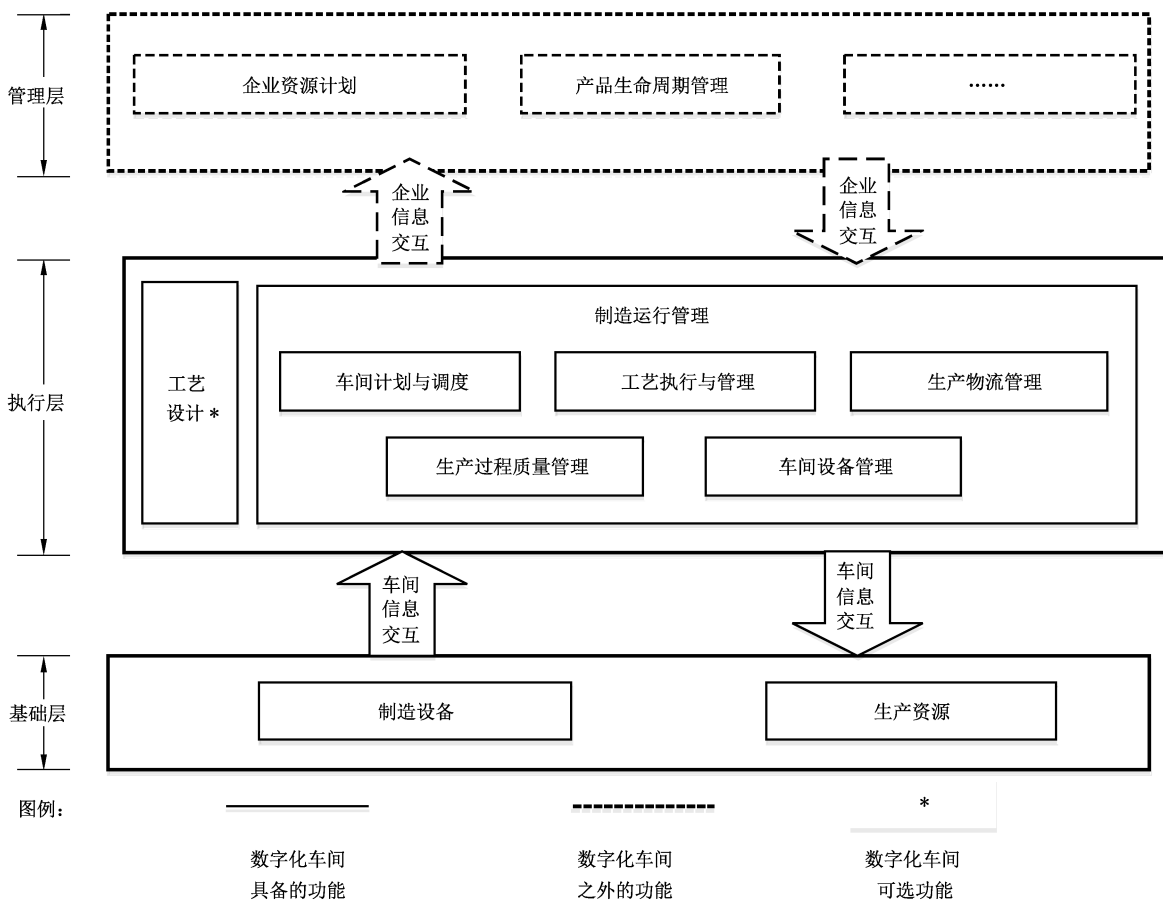 管理层
企业资源计划
产品生命周期管理
······
企业
信息
交互
企业
信息
交互
执行层
工艺
设计*
制造运行管理
车间计划与调度
工艺执行与管理
生产物流管理
生产过程质量管理
车间设备管理
车间
信息
交互
车间
信息
交互
基础层
制造设备
生产资源
图例：
*
数字化车间
具备的功能
数字化车间
之外的功能
数字化车间
可选功能